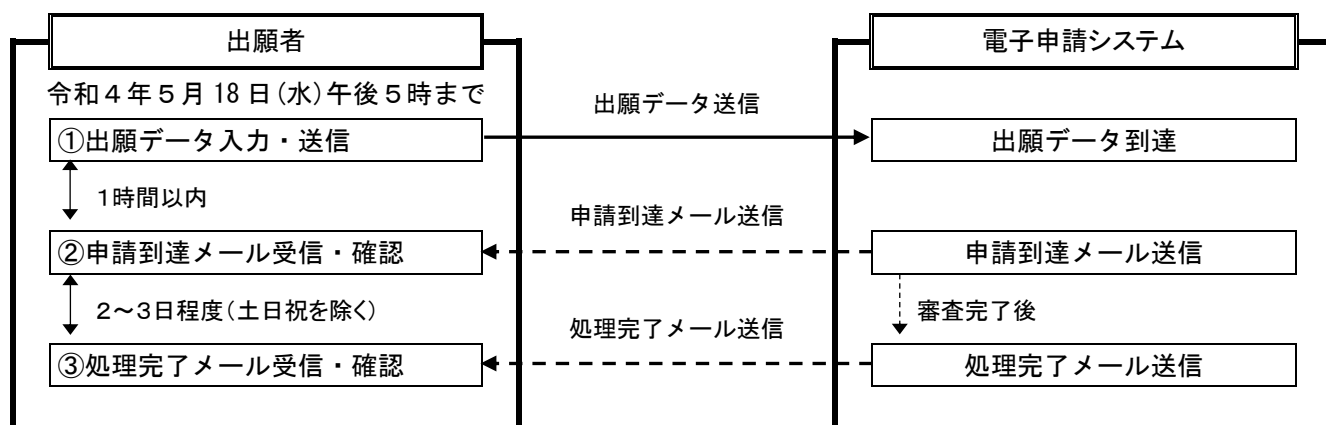 出願者
電子申請システム
令和４年５月 18 日(水)午後５時まで
出願データ送信
①出願データ入力・送信
出願データ到達
１時間以内
申請到達メール送信
②申請到達メール受信・確認
申請到達メール送信
２～３日程度（土日祝を除く）
審査完了後
処理完了メール送信
③処理完了メール受信・確認
処理完了メール送信